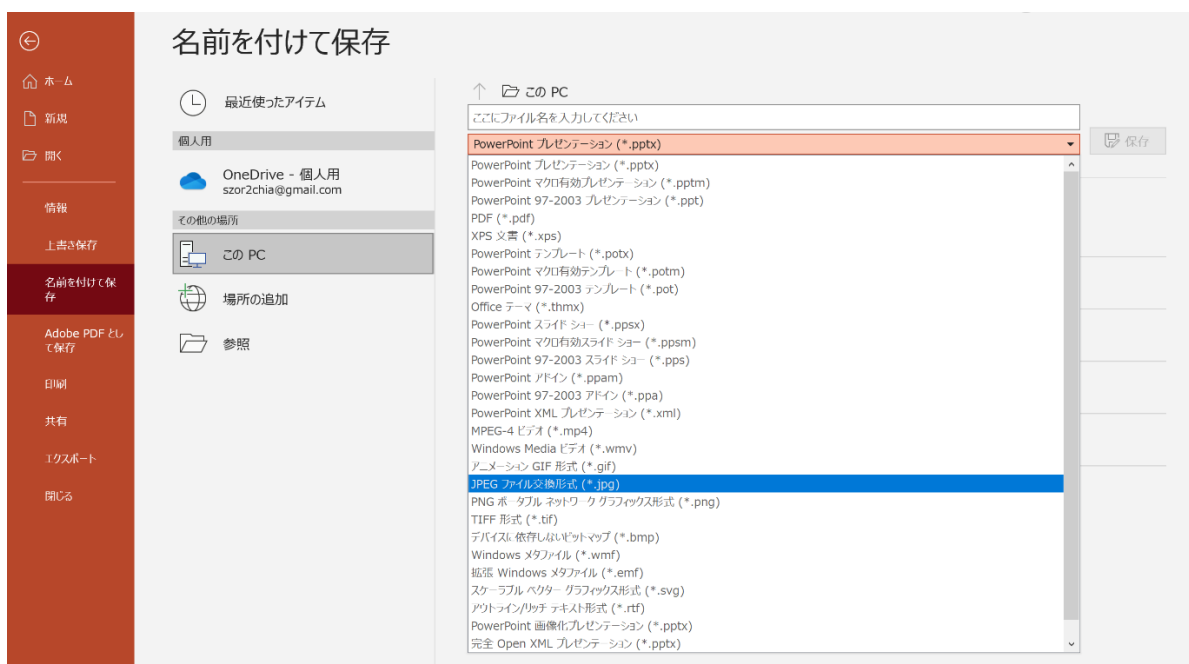 名前を付けて保存
ホーム
新規
開く
情報
上書き保存
名前を付けて保
存
Adobe PDF とし
て保存
印刷
共有
エクスポート
閉じる
最近使ったアイテム
個人用
OneDrive - 個人用
szor2chia@gmail.com
その他の場所
この PC
場所の追加
参照
この PC
ここにファイル名を入力してください
PowerPoint プレゼンテーション (*.pptx)
保存
PowerPoint プレゼンテーション (*.pptx)
PowerPoint マクロ有効プレゼンテーション (*.pptm)
PowerPoint 97-2003 プレゼンテーション (*.ppt)
PDF (*.pdf)
XPS 文書 (*.xps)
PowerPoint テンプレート (*.potx)
PowerPoint マクロ有効テンプレート (*.potm)
PowerPoint 97-2003 テンプレート (*.pot)
Office テーマ (*.thmx)
PowerPoint スライド ショー (*.ppsx)
PowerPoint マクロ有効スライド ショー (*.ppsm)
PowerPoint 97-2003 スライド ショー (*.pps)
PowerPoint アドイン (*.ppam)
PowerPoint 97-2003 アドイン (*.ppa)
PowerPoint XML プレゼンテーション (*.xml)
MPEG-4 ビデオ (*.mp4)
Windows Media ビデオ (*.wmv)
アニメーション GIF 形式 (*.gif)
JPEG ファイル交換形式 (*.jpg)
PNG ポータブル ネットワーク グラフィックス形式 (*.png)
TIFF 形式 (*.tif)
デバイスに依存しないビットマップ (*.bmp)
Windows メタファイル (*.wmf)
拡張 Windows メタファイル (*.emf)
スケーラブル ベクター グラフィックス形式 (*.svg)
アウトライン/リッチ テキスト形式 (*.rtf)
PowerPoint 画像化プレゼンテーション (*.pptx)
完全 Open XML プレゼンテーション (*.pptx)